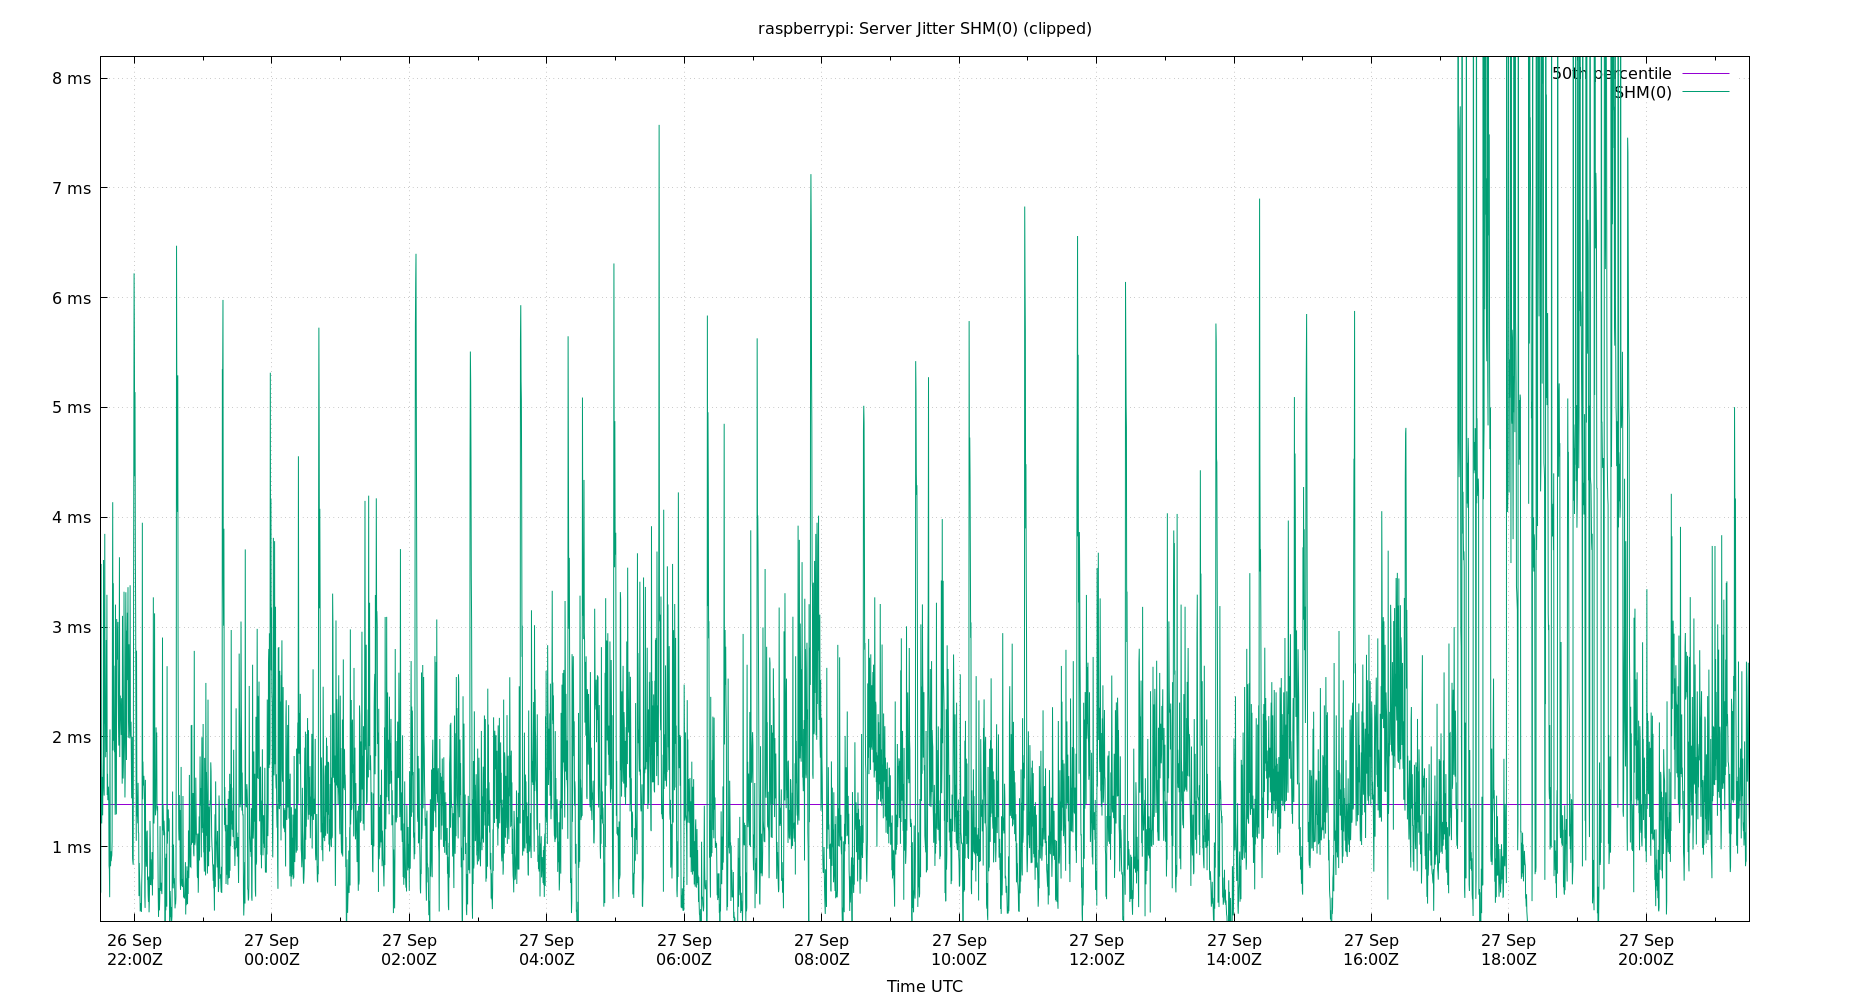 raspberrypi: Server Jitter SHM(0) (clipped)
8 ms
7 ms
6 ms
5 ms
4 ms
3 ms
2 ms
1 ms
50th percentile
SHM(0)
26 Sep 27 Sep 27 Sep 27 Sep 27 Sep 27 Sep 27 Sep 27 Sep 27 Sep 27 Sep 27 Sep 27 Sep
22:00Z 00:00Z 02:00Z 04:00Z 06:00Z 08:00Z 10:00Z 12:00Z 14:00Z 16:00Z 18:00Z 20:00Z
Time UTC